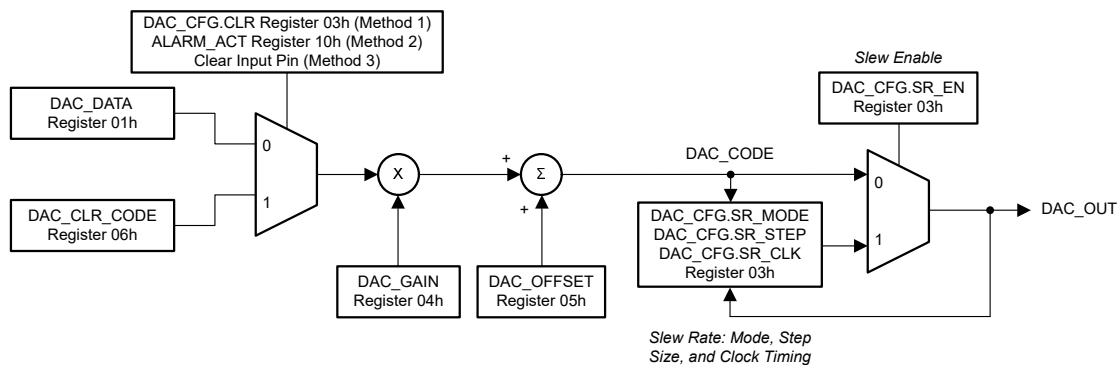 DAC_CFG.CLR Register 03h (Method 1)
ALARM_ACT Register 10h (Method 2)
Clear Input Pin (Method 3)
Slew Enable
DAC_CFG.SR_EN
Register 03h
DAC_DATA
Register 01h
0
1
DAC_CLR_CODE
Register 06h
X
+
Σ
+
DAC_GAIN
Register 04h
DAC_OFFSET
Register 05h
DAC_CODE
DAC_CFG.SR_MODE
DAC_CFG.SR_STEP
DAC_CFG.SR_CLK
Register 03h
0
1
DAC_OUT
Slew Rate: Mode, Step
Size, and Clock Timing